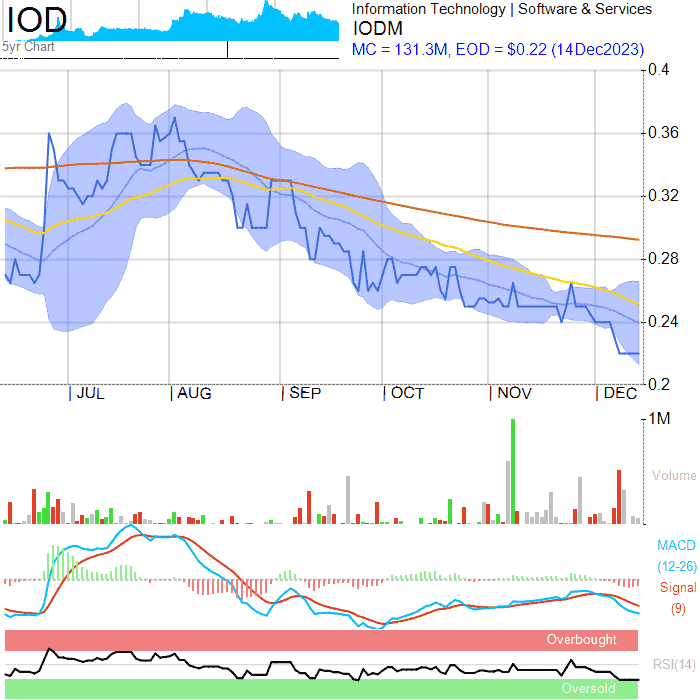 IOD
5yr Chart
Information Technology | Software & Services
IODM
MC = 131.3M, EOD = $0.22 (14Dec2023)
0.4
0.36
0.32
0.28
0.24
0.2
JUL AUG SEP OCT NOV DEC
1M
Volume
MACD
(12-26)
Signal
(9)
Overbought
RSI(14)
Oversold